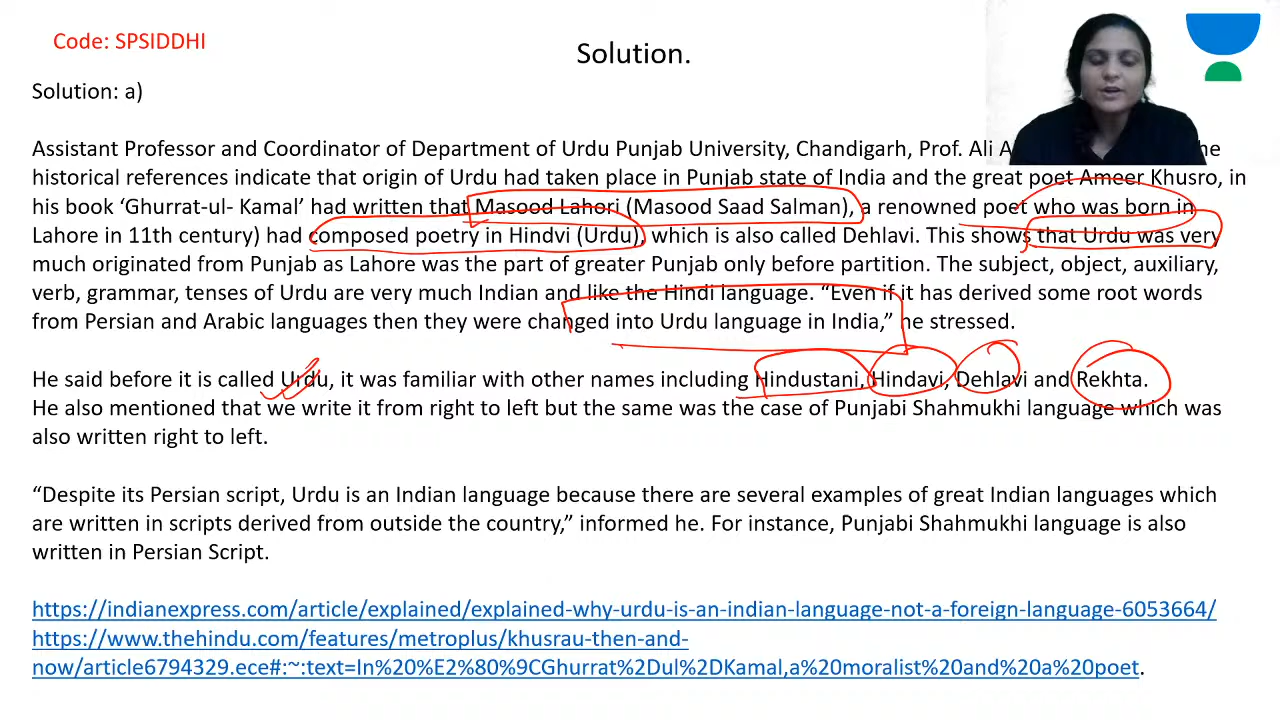 Code: SPSIDDHI
Solution.
Solution: a)
Assistant Professor and Coordinator of Department of Urdu Punjab University, Chandigarh, Prof. Ali A he
historical references indicate that origin of Urdu had taken place in Punjab state of India and the great poet Ameer Khusro, in
his book ‘Ghurrat-ul- Kamal’ had written that Masood Lahori (Masood Saad Salman), a renowned poet who was born in
Lahore in 11th century) had composed poetry in Hindvi (Urdu), which is also called Dehlavi. This shows that Urdu was very
much originated from Punjab as Lahore was the part of greater Punjab only before partition. The subject, object, auxiliary,
verb, grammar, tenses of Urdu are very much Indian and like the Hindi language. “Even if it has derived some root words
from Persian and Arabic languages then they were changed into Urdu language in India,” he stressed.
He said before it is called Urdu, it was familiar with other names including Hindustani, Hindavi, Dehlavi and Rekhta.
He also mentioned that we write it from right to left but the same was the case of Punjabi Shahmukhi language which was
also written right to left.
“Despite its Persian script, Urdu is an Indian language because there are several examples of great Indian languages which
are written in scripts derived from outside the country,” informed he. For instance, Punjabi Shahmukhi language is also
written in Persian Script.
https://indianexpress.com/article/explained/explained-why-urdu-is-an-indian-language-not-a-foreign-language-6053664/
https://www.thehindu.com/features/metroplus/khusrau-then-and-
now/article6794329.ece#:~:text=In%20%E2%80%9CGhurrat%2Dul%2DKamal,a%20moralist%20and%20a%20poet.